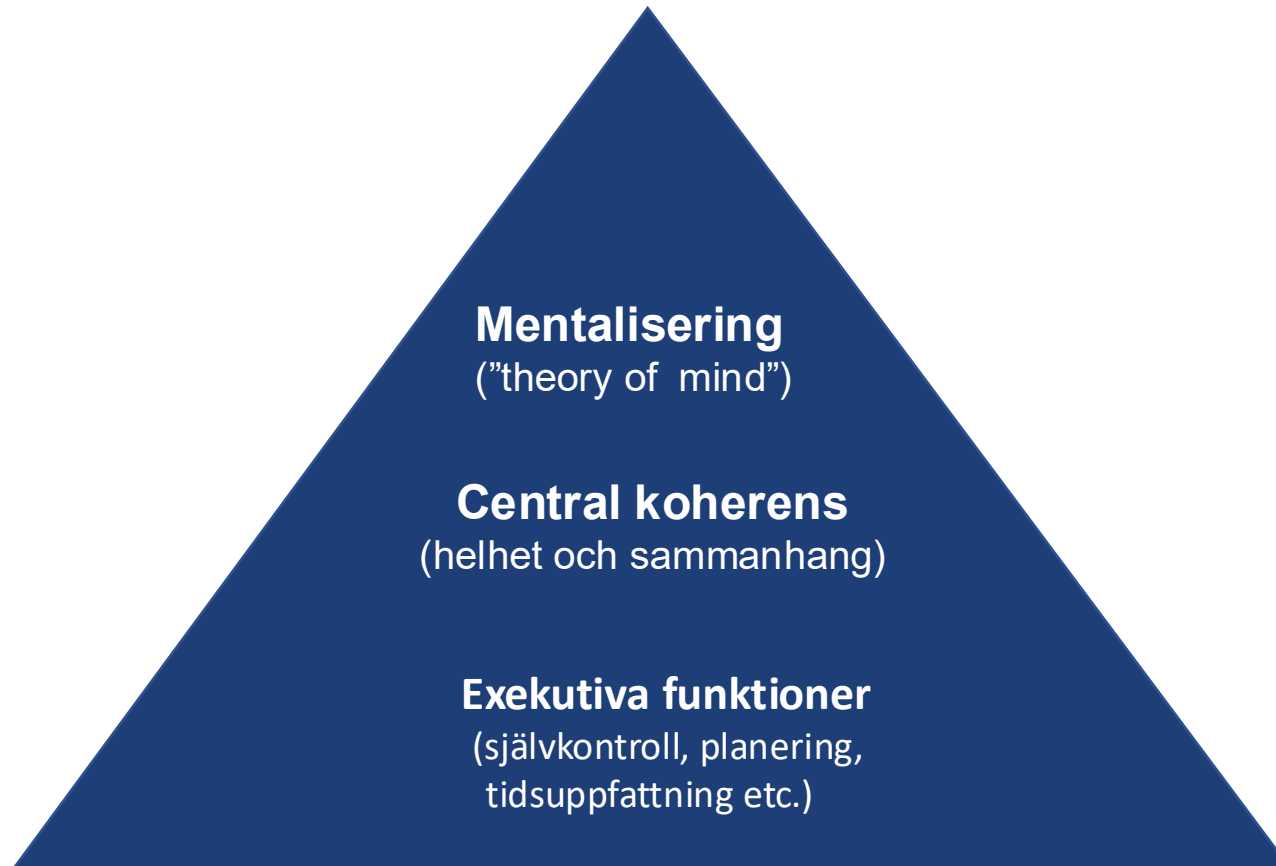 Mentalisering
(”theory of  mind”)
Central koherens
(helhet och sammanhang)
Exekutiva funktioner
(självkontroll, planering,
tidsuppfattning etc.)